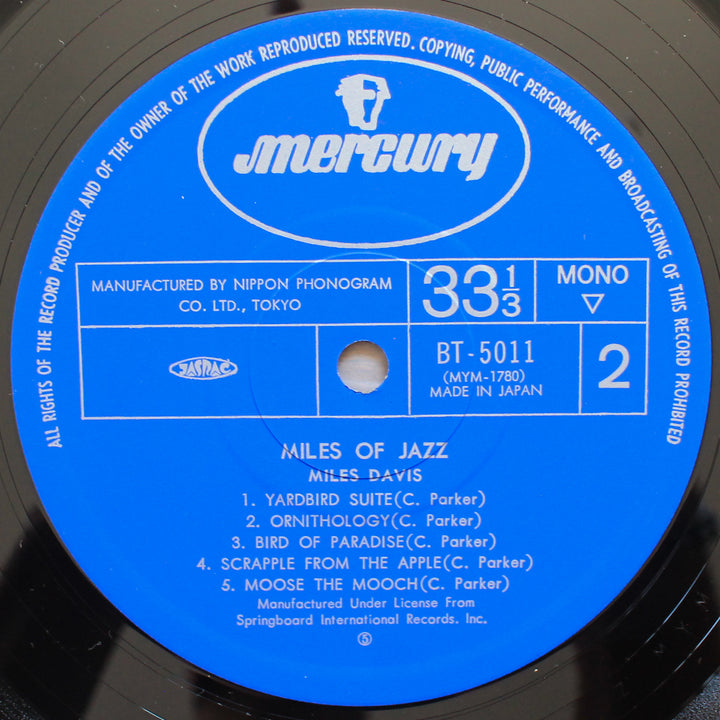 ALL RIGHTS OF THE RECORD PRODUCER AND OF THE OWNER OF THE WORK REPRODUCED RESERVED. COPYING, PUBLIC PERFORMANCE AND BROADCASTING OF THIS RECORD PROHIBITED
mercury
MANUFACTURED BY NIPPON PHONOGRAM
CO. LTD., TOKYO
33 1/3
MONO
▽
JASRAC
BT-5011
(MYM-1780)
MADE IN JAPAN
2
MILES OF JAZZ
MILES DAVIS
1. YARDBIRD SUITE(C. Parker)
2. ORNITHOLOGY(C. Parker)
3. BIRD OF PARADISE(C. Parker)
4. SCRAPPLE FROM THE APPLE(C. Parker)
5. MOOSE THE MOOCH(C. Parker)
Manufactured Under License From
Springboard International Records. Inc.
⑤